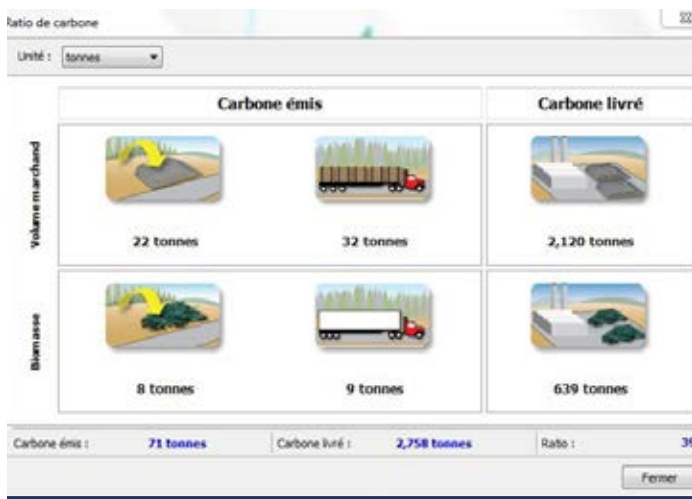 Ratio de carbone
Unité : tonnes
Carbone émis Carbone livré
Volume marchand
22 tonnes 32 tonnes 2,120 tonnes
Biomasse
8 tonnes 9 tonnes 639 tonnes
Carbone émis : 71 tonnes Carbone livré : 2,758 tonnes Ratio : 39
Fermer